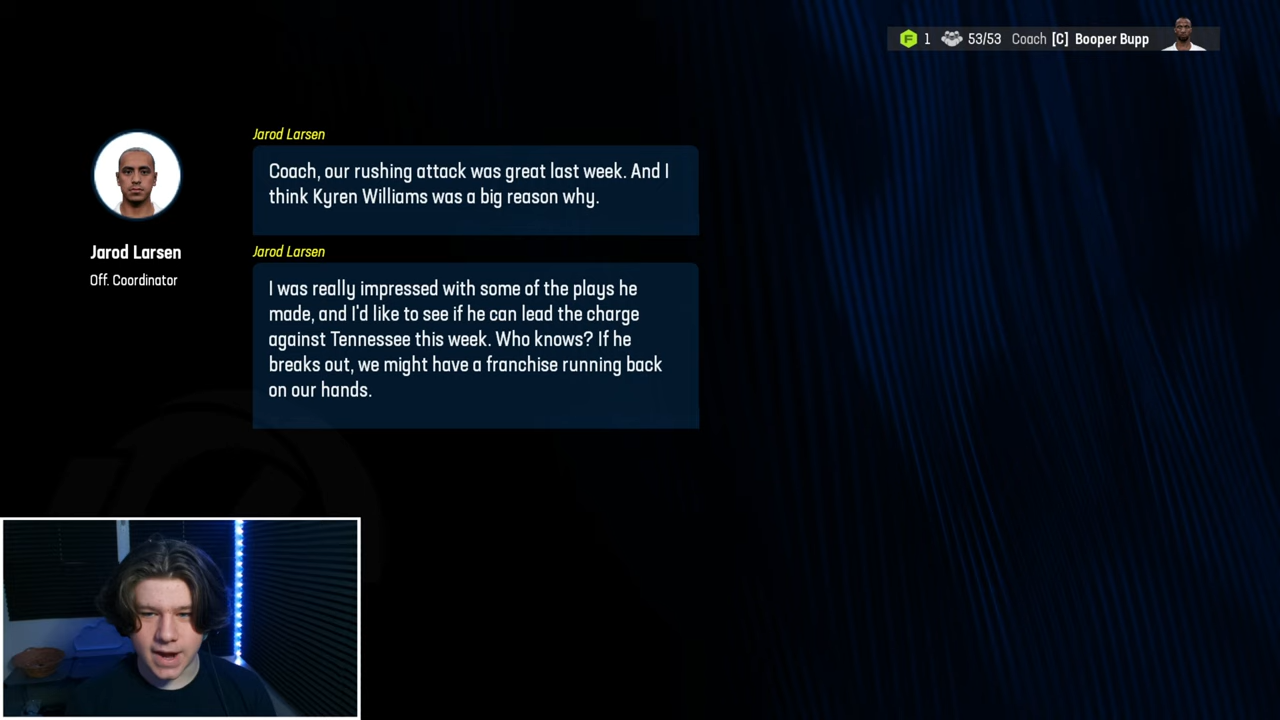 1 53/53 Coach [C] Booper Bupp
Jarod Larsen
Coach, our rushing attack was great last week. And I
think Kyren Williams was a big reason why.
Jarod Larsen
Off. Coordinator
Jarod Larsen
I was really impressed with some of the plays he
made, and I'd like to see if he can lead the charge
against Tennessee this week. Who knows? If he
breaks out, we might have a franchise running back
on our hands.